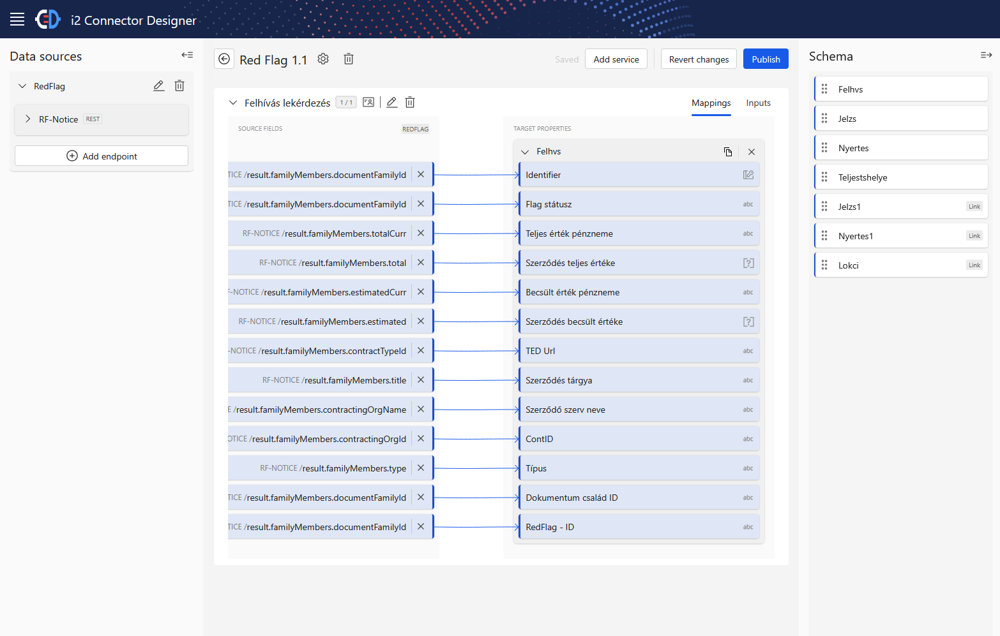 i2 Connector Designer
Data sources
RedFlag
RF-Notice REST
Add endpoint
Red Flag 1.1
Saved
Add service
Revert changes
Publish
Felhívás lekérdezés 1 / 1
Mappings
Inputs
SOURCE FIELDS
REDFLAG
TARGET PROPERTIES
Felhvs
TICE /result.familyMembers.documentFamilyId
Identifier
TICE /result.familyMembers.documentFamilyId
Flag státusz abc
RF-NOTICE /result.familyMembers.totalCurr
Teljes érték pénzneme abc
RF-NOTICE /result.familyMembers.total
Szerződés teljes értéke [?]
F-NOTICE /result.familyMembers.estimatedCurr
Becsült érték pénzneme abc
RF-NOTICE /result.familyMembers.estimated
Szerződés becsült értéke [?]
-NOTICE /result.familyMembers.contractTypeId
TED Url abc
RF-NOTICE /result.familyMembers.title
Szerződés tárgya abc
E /result.familyMembers.contractingOrgName
Szerződő szerv neve abc
OTICE /result.familyMembers.contractingOrgId
ContID abc
RF-NOTICE /result.familyMembers.type
Típus abc
TICE /result.familyMembers.documentFamilyId
Dokumentum család ID abc
TICE /result.familyMembers.documentFamilyId
RedFlag - ID abc
Schema
Felhvs
Jelzs
Nyertes
Teljestshelye
Jelzs1 Link
Nyertes1 Link
Lokci Link